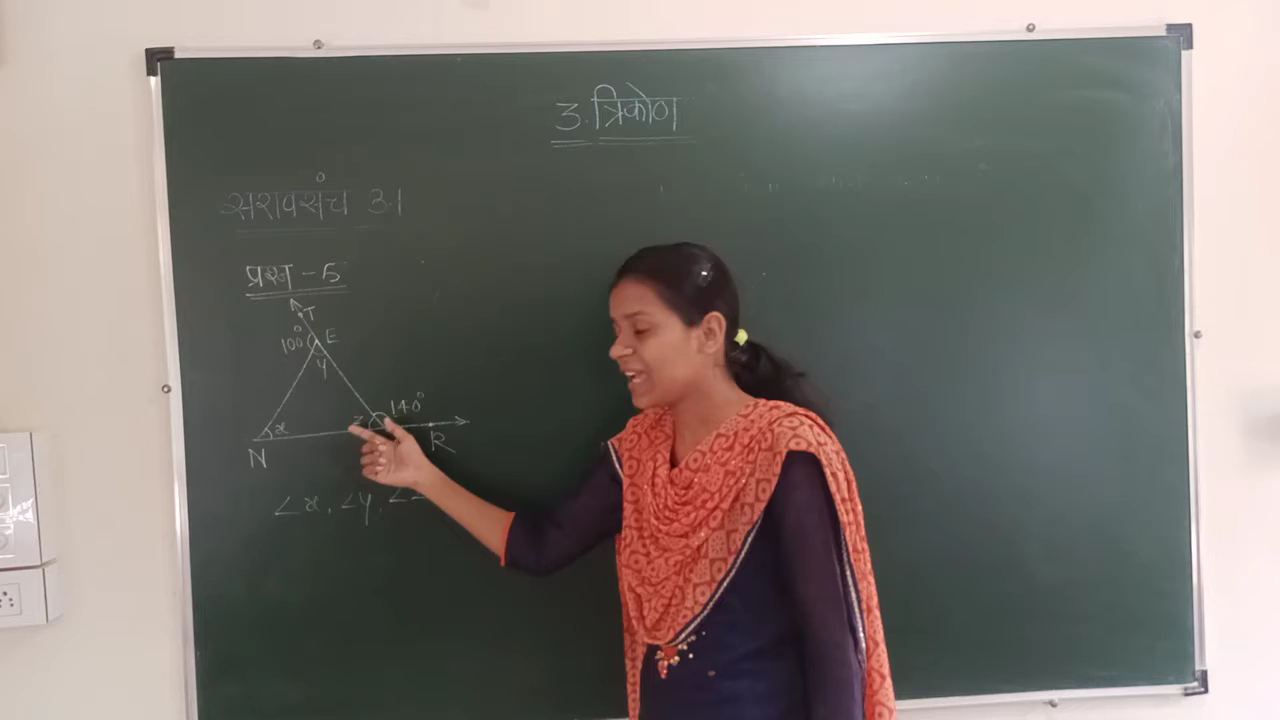 3. त्रिकोण
सरावसंच 3.1
प्रश्न - 5
T
100° E
y
140°
x z R
N
∠x, ∠y, ∠z